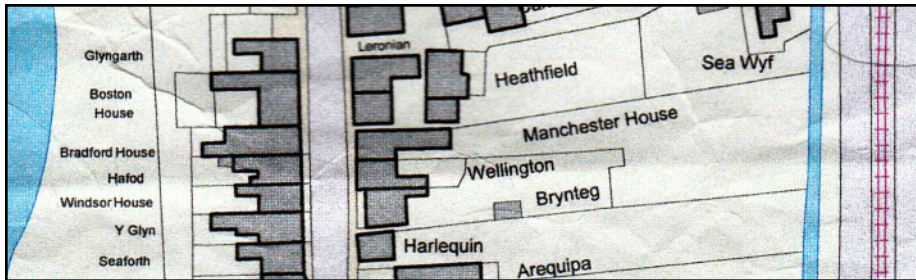 Glyngarth
Boston
House
Bradford House
Hafod
Windsor House
Y Glyn
Seaforth
Leronian
Heathfield
Sea Wyf
Manchester House
Wellington
Brynteg
Harlequin
Arequipa